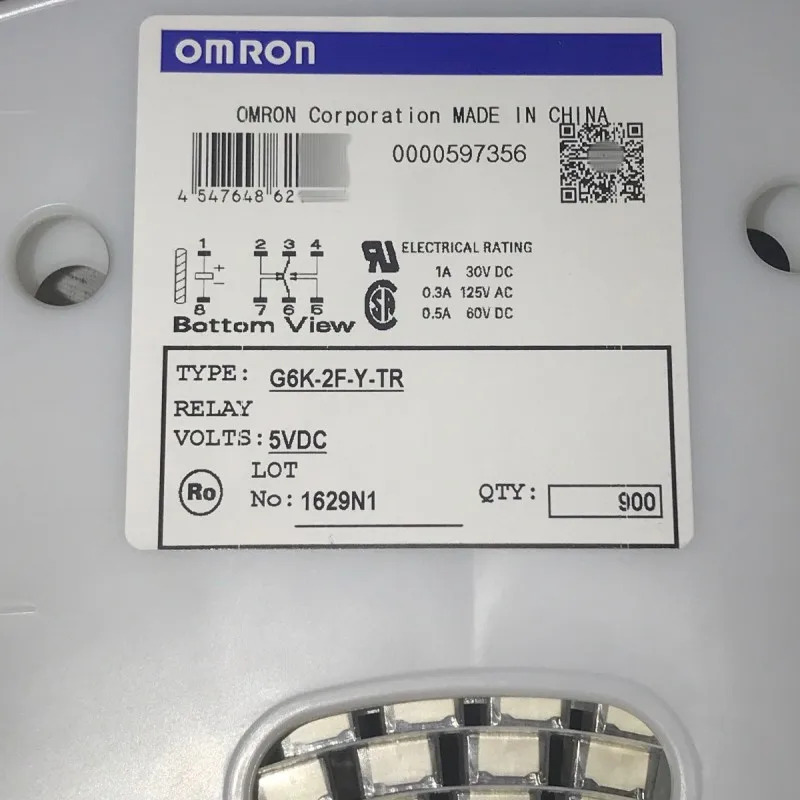 OMRON
OMRON Corporation MADE IN CHINA
0000597356
4 547648 62
1 2 3 4
+
-
8 7 6 5
Bottom View
ELECTRICAL RATING
1A 30V DC
0.3A 125V AC
0.5A 60V DC
TYPE: G6K-2F-Y-TR
RELAY
VOLTS: 5VDC
LOT
No: 1629N1
QTY: 900
Ro